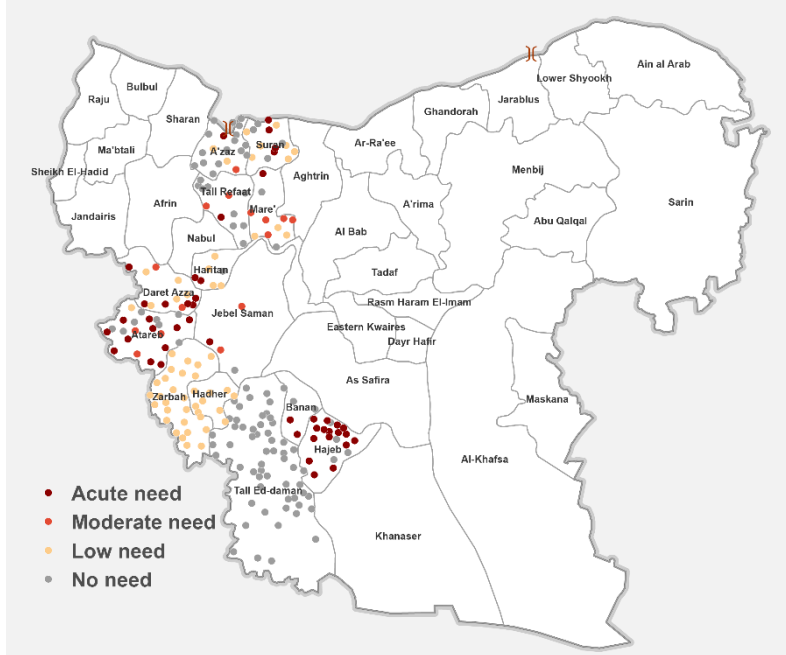 Ain al Arab
Lower Shyookh
Bulbul
Raju
Jarablus
Ghandorah
Sharan
Ar-Ra'ee
Suran
A'zaz
Ma'btali
Menbij
Sheikh El-Hadid
Aghtrin
Tall Refaat
Sarin
Afrin
A'rima
Mare'
Jandairis
Abu Qalqal
Al Bab
Nabul
Haritan
Tadaf
Daret Azza
Rasm Haram El-Imam
Jebel Saman
Eastern Kwaires
Atareb
Dayr Hafir
As Safira
Hadher
Zarbah
Maskana
Banan
Hajeb
Al-Khafsa
Tall Ed-daman
Khanaser
Acute need
Moderate need
Low need
No need